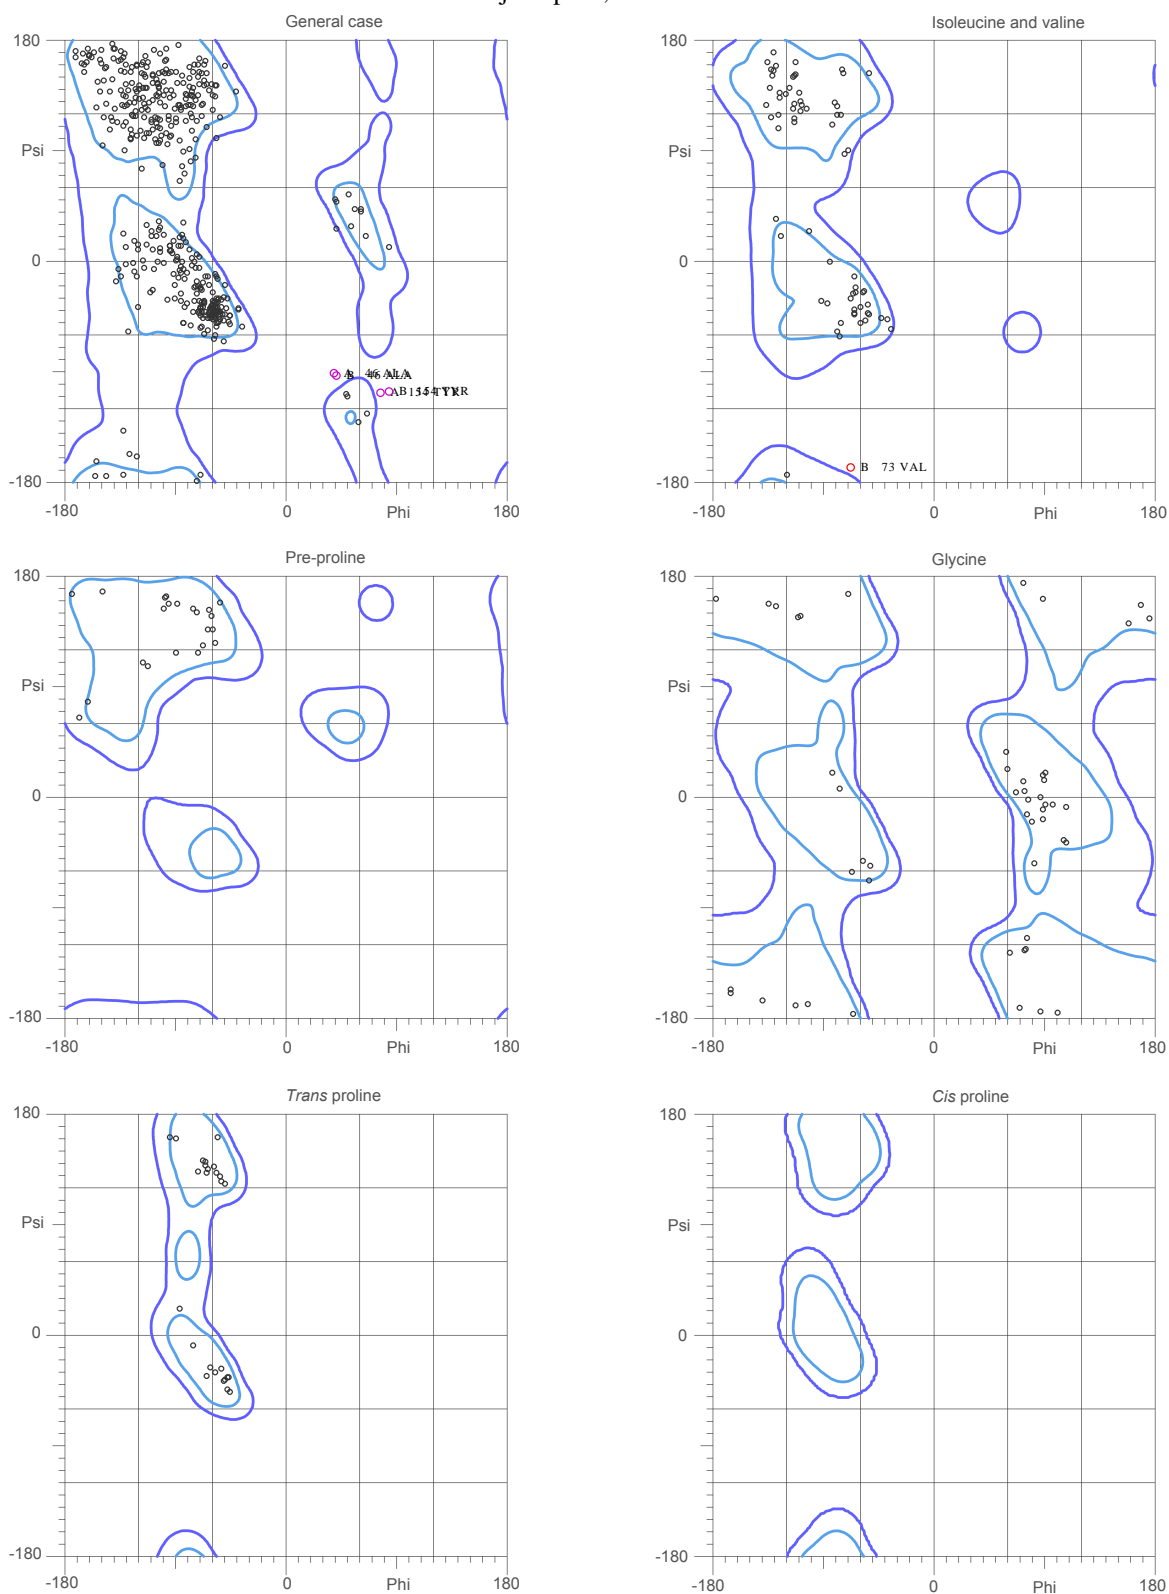 General case
Isoleucine and valine
180
180
A 46 ALA
B 46 ALA
B 154 TYR
A 154 TYR
Psi
Psi
0
0
B 73 VAL
-180
-180
-180
0
Phi
180
-180
0
Phi
180
Pre-proline
Glycine
180
180
Psi
Psi
0
0
-180
-180
-180
0
Phi
180
-180
0
Phi
180
Trans proline
Cis proline
180
180
Psi
Psi
0
0
-180
-180
-180
0
Phi
180
-180
0
Phi
180